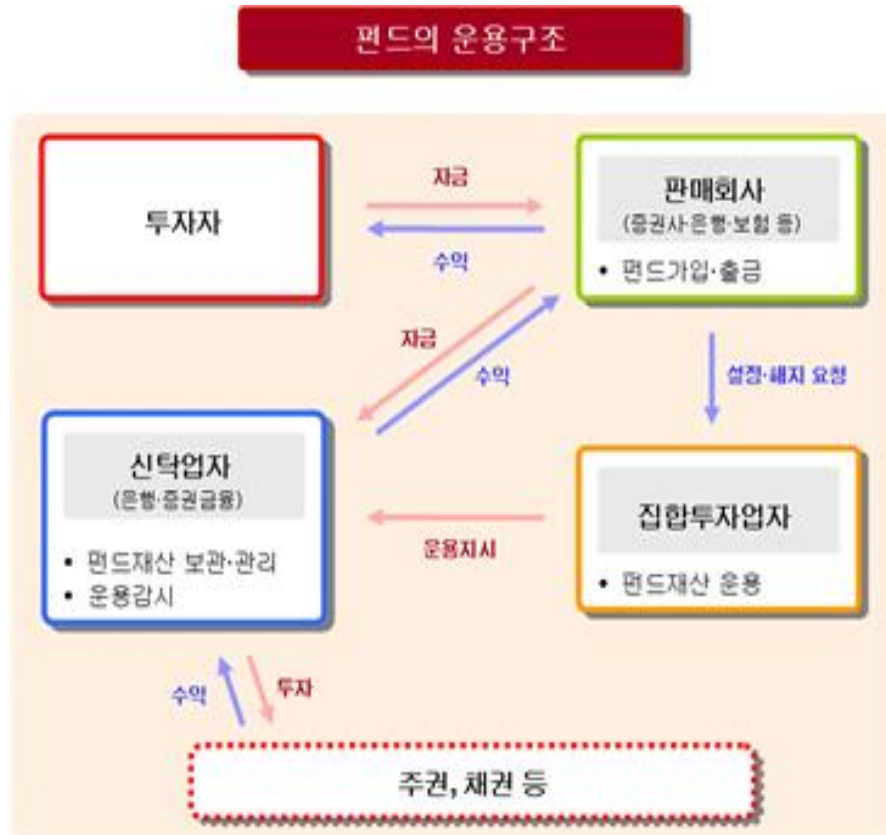 펀드의 운용구조
투자자
자금
수익
판매회사
(증권사·은행·보험 등)
• 펀드가입·출금
자금
수익
설정·해지 요청
신탁업자
(은행·증권금융)
• 펀드재산 보관·관리
• 운용감시
운용지시
집합투자업자
• 펀드재산 운용
수익
투자
주권, 채권 등